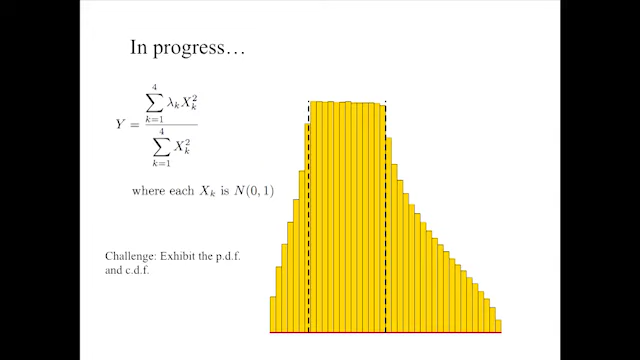 In progress…
Y = \frac{\sum_{k=1}^{4} \lambda_k X_k^2}{\sum_{k=1}^{4} X_k^2}
where each X_k is N(0, 1)
Challenge: Exhibit the p.d.f.
and c.d.f.